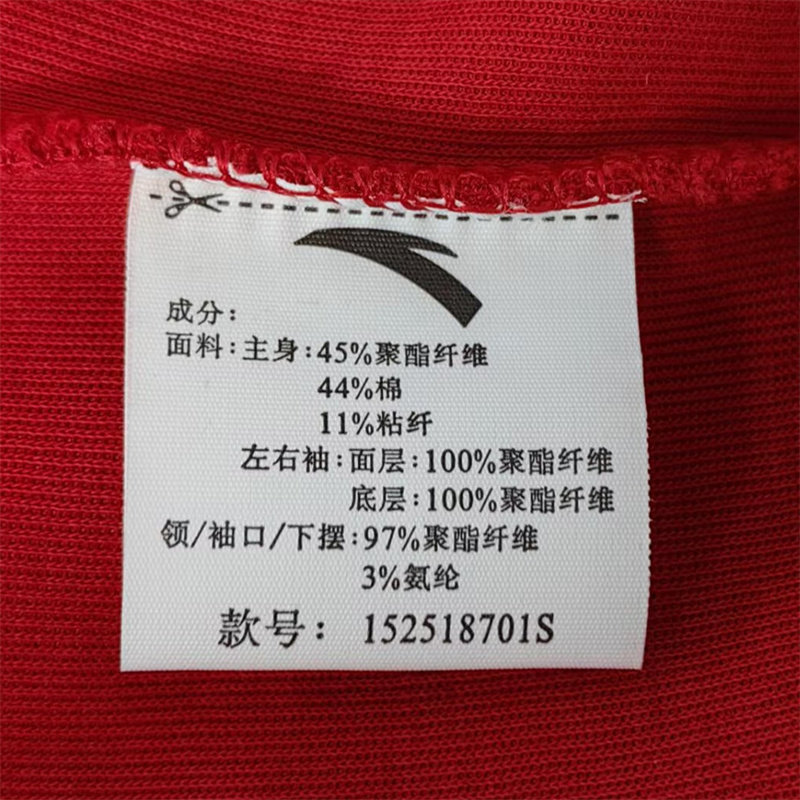 成分:
面料:主身:45%聚酯纤维
44%棉
11%粘纤
左右袖:面层:100%聚酯纤维
底层:100%聚酯纤维
领/袖口/下摆:97%聚酯纤维
3%氨纶
款号: 152518701S